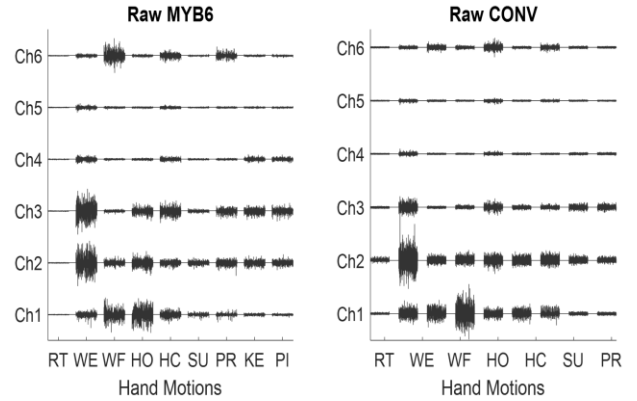 Raw MYB6
Ch6
Ch5
Ch4
Ch3
Ch2
Ch1
RT WE WF HO HC SU PR KE PI
Hand Motions
Raw CONV
Ch6
Ch5
Ch4
Ch3
Ch2
Ch1
RT WE WF HO HC SU PR
Hand Motions